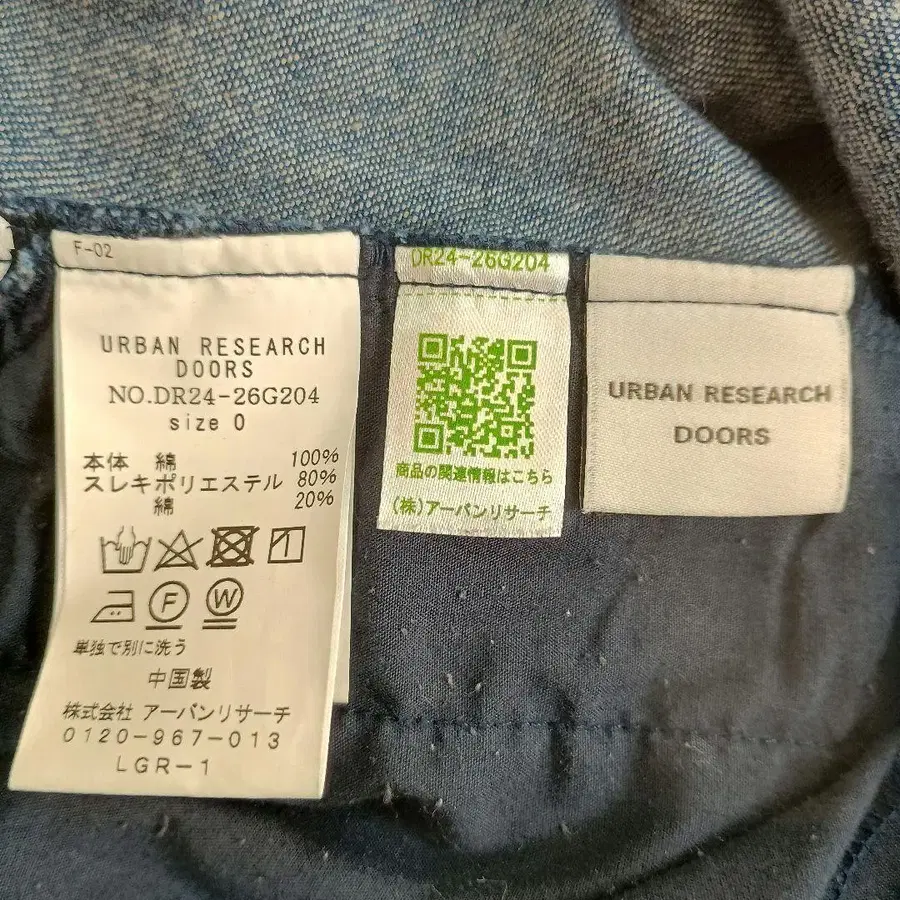 F-02
URBAN RESEARCH
DOORS
NO.DR24-26G204
size 0
本体 綿 100%
スレキポリエステル 80%
綿 20%
F
W
単独で別に洗う
中国製
株式会社 アーバンリサーチ
0120-967-013
LGR-1
DR24-26G204
商品の関連情報はこちら
(株)アーバンリサーチ
URBAN RESEARCH
DOORS